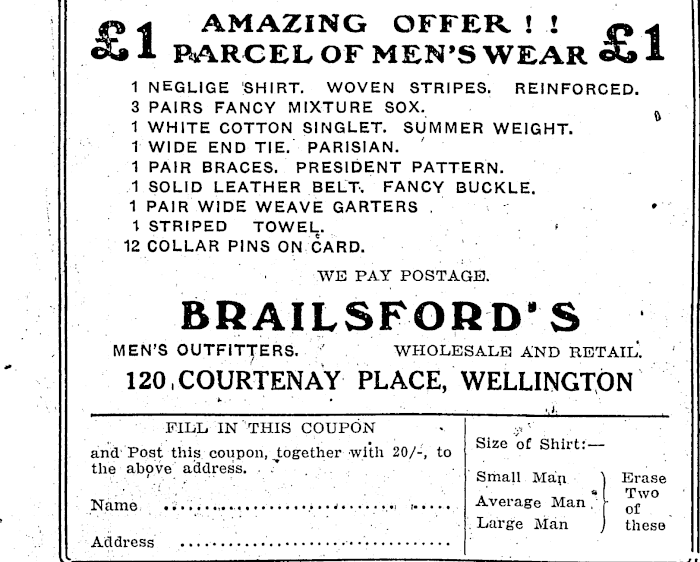 £1 AMAZING OFFER ! ! £1
PARCEL OF MEN'S WEAR
1 NEGLIGE SHIRT. WOVEN STRIPES. REINFORCED.
3 PAIRS FANCY MIXTURE SOX.
1 WHITE COTTON SINGLET. SUMMER WEIGHT.
1 WIDE END TIE. PARISIAN.
1 PAIR BRACES. PRESIDENT PATTERN.
1 SOLID LEATHER BELT. FANCY BUCKLE.
1 PAIR WIDE WEAVE GARTERS
1 STRIPED TOWEL.
12 COLLAR PINS ON CARD.
WE PAY POSTAGE.
BRAILSFORD'S
MEN'S OUTFITTERS. WHOLESALE AND RETAIL.
120 COURTENAY PLACE, WELLINGTON
FILL IN THIS COUPON
and Post this coupon, together with 20/-, to
the above address.
Name ....................................
Address ..................................
Size of Shirt:—
Small Man
Average Man
Large Man
Erase
Two
of
these